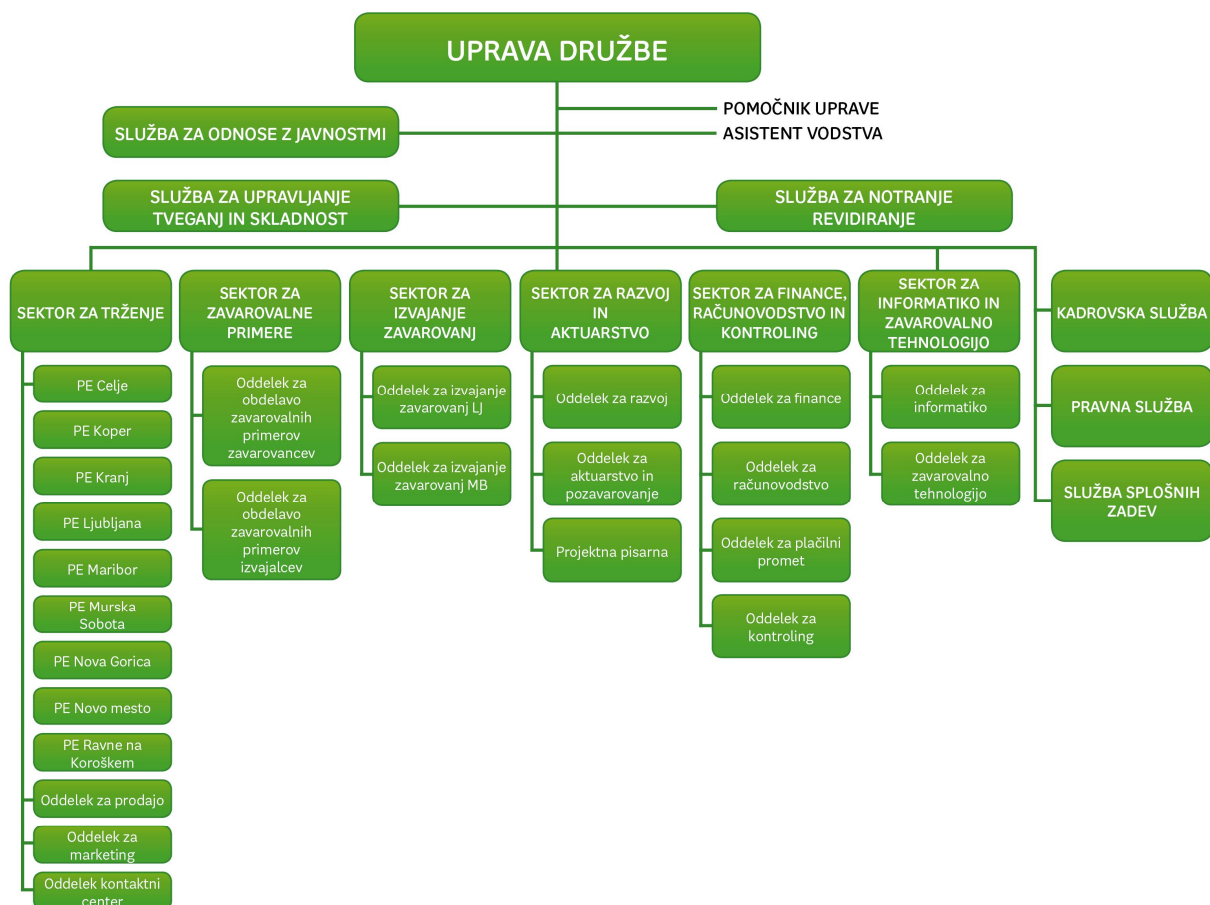 UPRAVA DRUŽBE
POMOČNIK UPRAVE
SLUŽBA ZA ODNOSE Z JAVNOSTMI
ASISTENT VODSTVA
SLUŽBA ZA UPRAVLJANJE
TVEGANJ IN SKLADNOST
SLUŽBA ZA NOTRANJE
REVIDIRANJE
SEKTOR ZA TRŽENJE
PE Celje
PE Koper
PE Kranj
PE Ljubljana
PE Maribor
PE Murska
Sobota
PE Nova Gorica
PE Novo mesto
PE Ravne na
Koroškem
Oddelek za prodajo
Oddelek za
marketing
Oddelek kontaktni
center
SEKTOR ZA
ZAVAROVALNE
PRIMERE
Oddelek za
obdelavo
zavarovalnih
primerov
zavarovancev
Oddelek za
obdelavo
zavarovalnih
primerov
izvajalcev
SEKTOR ZA
IZVAJANJE
ZAVAROVANJ
Oddelek za izvajanje
zavarovanj LJ
Oddelek za izvajanje
zavarovanj MB
SEKTOR ZA RAZVOJ
IN
AKTUARSTVO
Oddelek za razvoj
Oddelek za
aktuarstvo in
pozavarovanje
Projektna pisarna
SEKTOR ZA FINANCE,
RAČUNOVODSTVO IN
KONTROLING
Oddelek za finance
Oddelek za
računovodstvo
Oddelek za plačilni
promet
Oddelek za
kontroling
SEKTOR ZA
INFORMATIKO IN
ZAVAROVALNO
TEHNOLOGIJO
Oddelek za
informatiko
Oddelek za
zavarovalno
tehnologijo
KADROVSKA SLUŽBA
PRAVNA SLUŽBA
SLUŽBA SPLOŠNIH
ZADEV